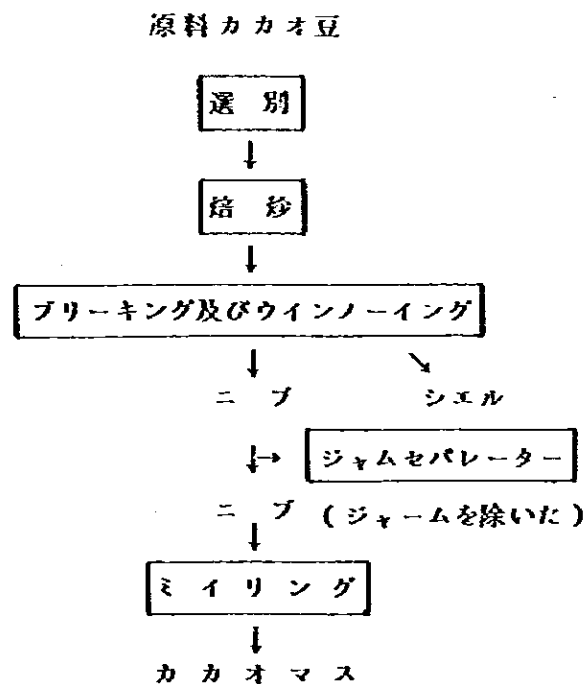 原料カカオ豆
選別
焙炒
ブリーキング及びウインノーイング
ニブ シエル
ジャムセパレーター
ニブ (ジャームを除いた)
ミイリング
カカオマス